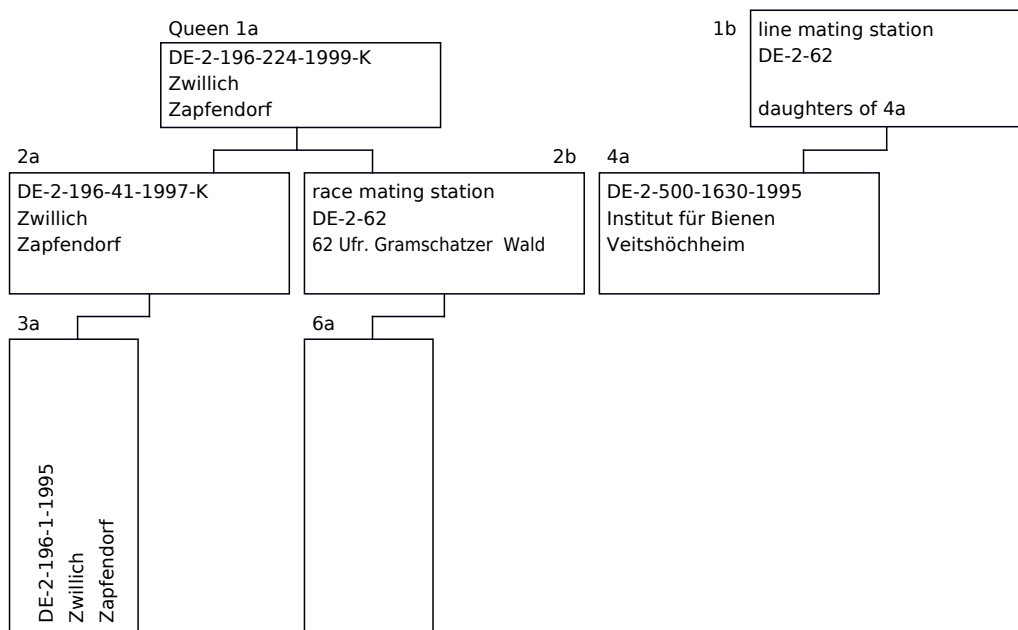 Queen 1a
DE-2-196-224-1999-K
Zwillich
Zapfendorf
1b
line mating station
DE-2-62
daughters of 4a
2a
DE-2-196-41-1997-K
Zwillich
Zapfendorf
2b
race mating station
DE-2-62
62 Ufr. Gramschatzer Wald
4a
DE-2-500-1630-1995
Institut für Bienen
Veitshöchheim
3a
DE-2-196-1-1995
Zwillich
Zapfendorf
6a